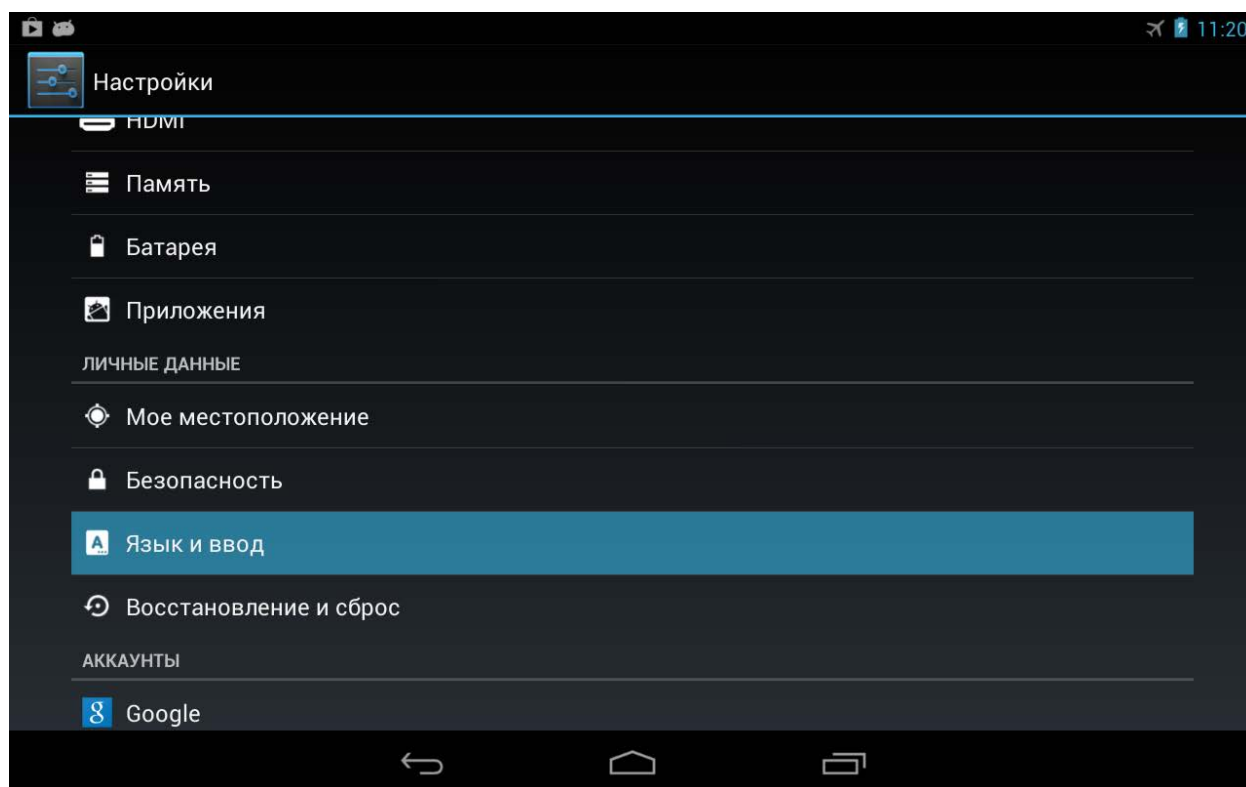 11:20
Настройки
HDMI
Память
Батарея
Приложения
ЛИЧНЫЕ ДАННЫЕ
Мое местоположение
Безопасность
Язык и ввод
Восстановление и сброс
АККАУНТЫ
Google